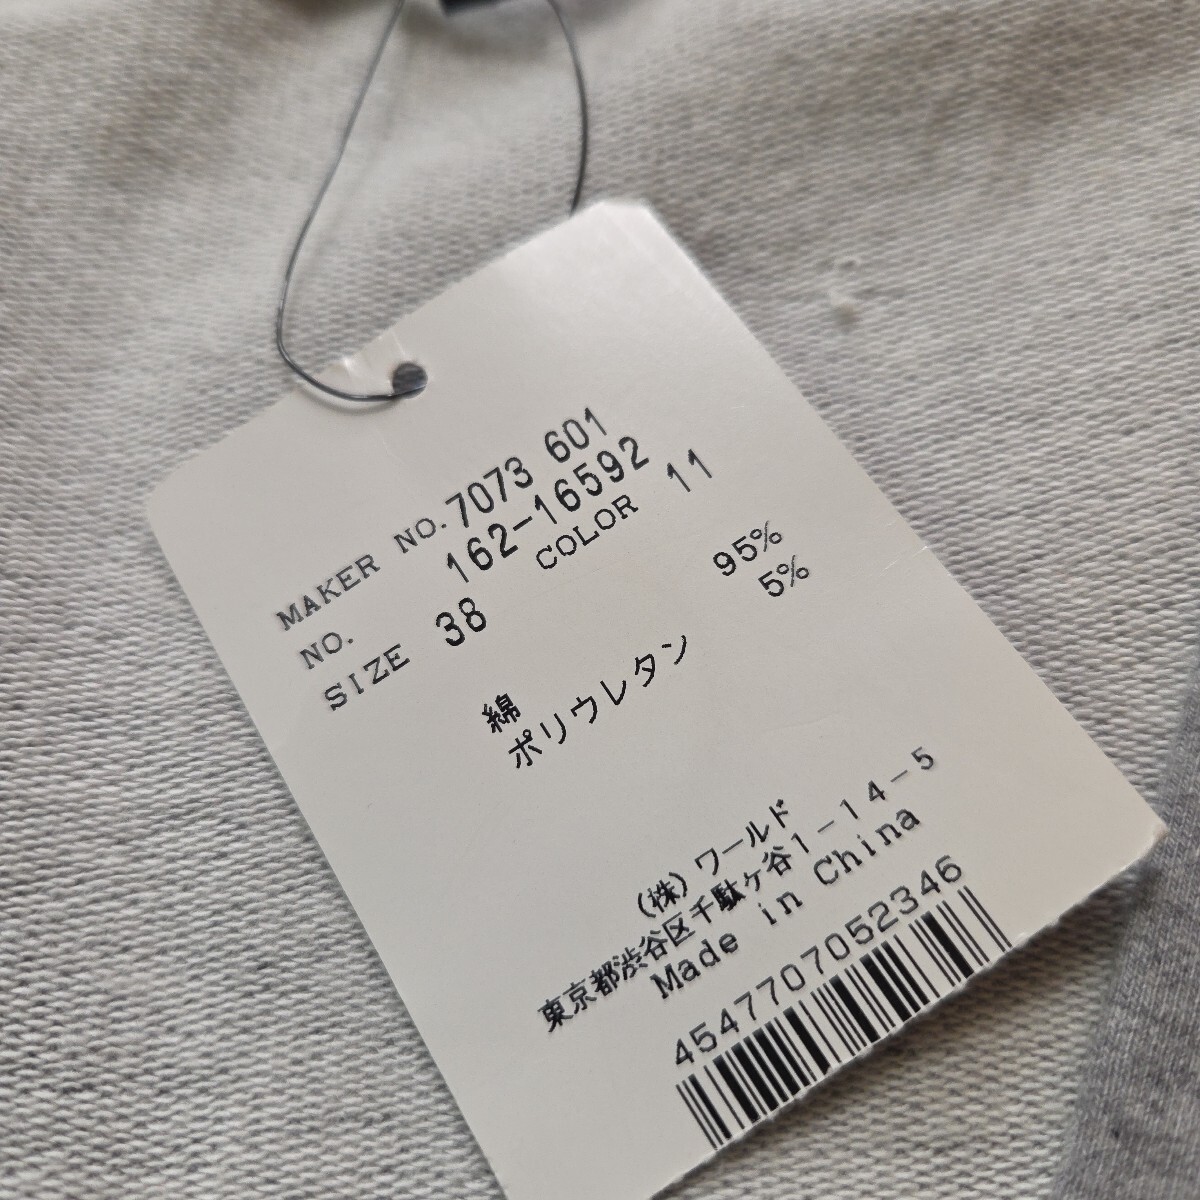 MAKER NO. 7073 601
NO. 162-16592
SIZE 38 COLOR 11
綿 95%
ポリウレタン 5%
(株)ワールド
東京都渋谷区千駄ヶ谷1-14-5
Made in China
4547707052346